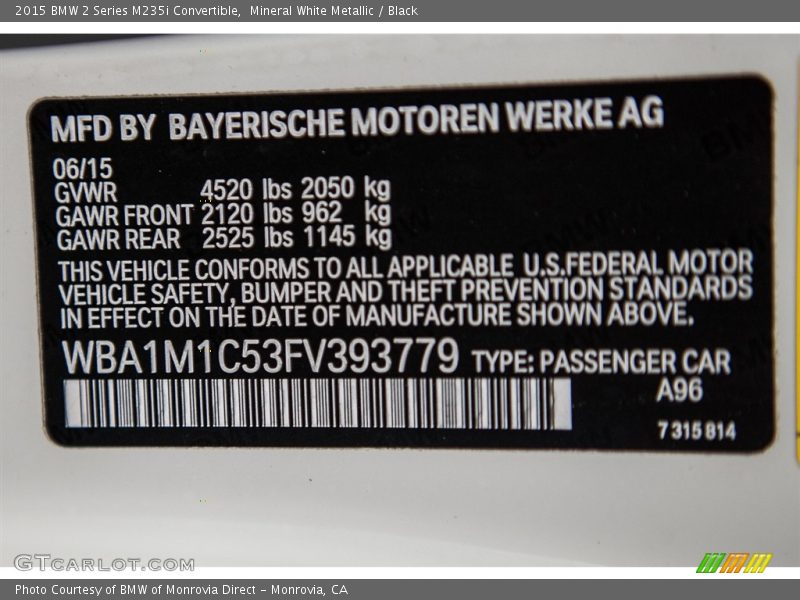 2015 BMW 2 Series M235i Convertible,  Mineral White Metallic / Black
MFD BY BAYERISCHE MOTOREN WERKE AG
06/15
GVWR 4520 lbs 2050 kg
GAWR FRONT 2120 lbs 962 kg
GAWR REAR 2525 lbs 1145 kg
THIS VEHICLE CONFORMS TO ALL APPLICABLE U.S.FEDERAL MOTOR
VEHICLE SAFETY, BUMPER AND THEFT PREVENTION STANDARDS
IN EFFECT ON THE DATE OF MANUFACTURE SHOWN ABOVE.
WBA1M1C53FV393779 TYPE: PASSENGER CAR
A96
7 315 814
GTcarlot.com
Photo Courtesy of BMW of Monrovia Direct - Monrovia, CA